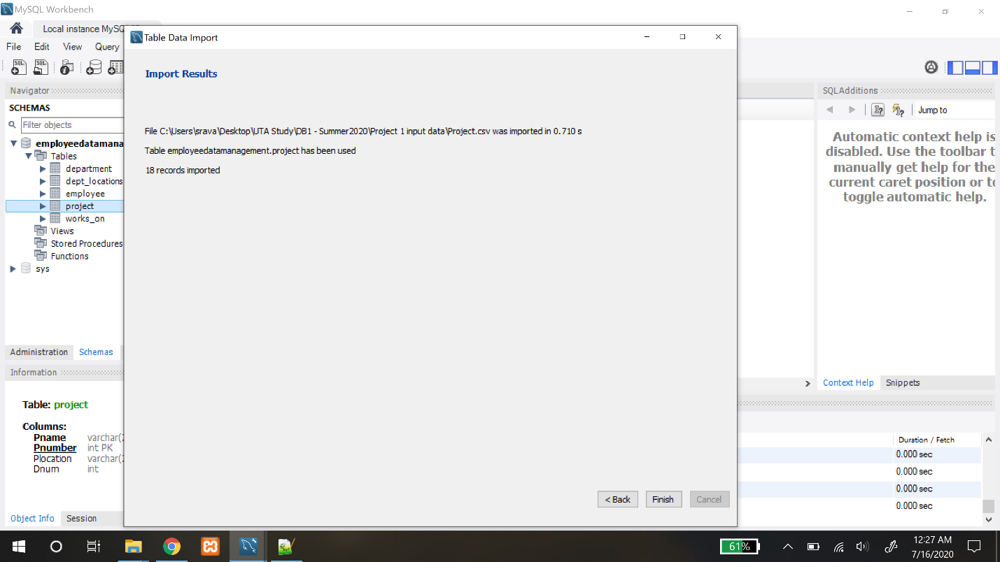 MySQL Workbench
Local instance MySQ
File Edit View Query
Table Data Import
Import Results
File C:\Users\srava\Desktop\UTA Study\DB1 - Summer2020\Project 1 input data\Project.csv was imported in 0.710 s
Table employeedatamanagement.project has been used
18 records imported
< Back Finish Cancel
SQL SQL
Navigator
SCHEMAS
Filter objects
employeedatamana
Tables
department
dept_locations
employee
project
works_on
Views
Stored Procedures
Functions
sys
Administration Schemas
Information
Table: project
Columns:
Pname varchar(2
Pnumber int PK
Plocation varchar(2
Dnum int
Object Info Session
SQLAdditions
Jump to
Automatic context help is
disabled. Use the toolbar t
manually get help for the
current caret position or to
toggle automatic help.
Context Help Snippets
Duration / Fetch
0.000 sec
0.000 sec
0.000 sec
0.000 sec
61%
12:27 AM
7/16/2020